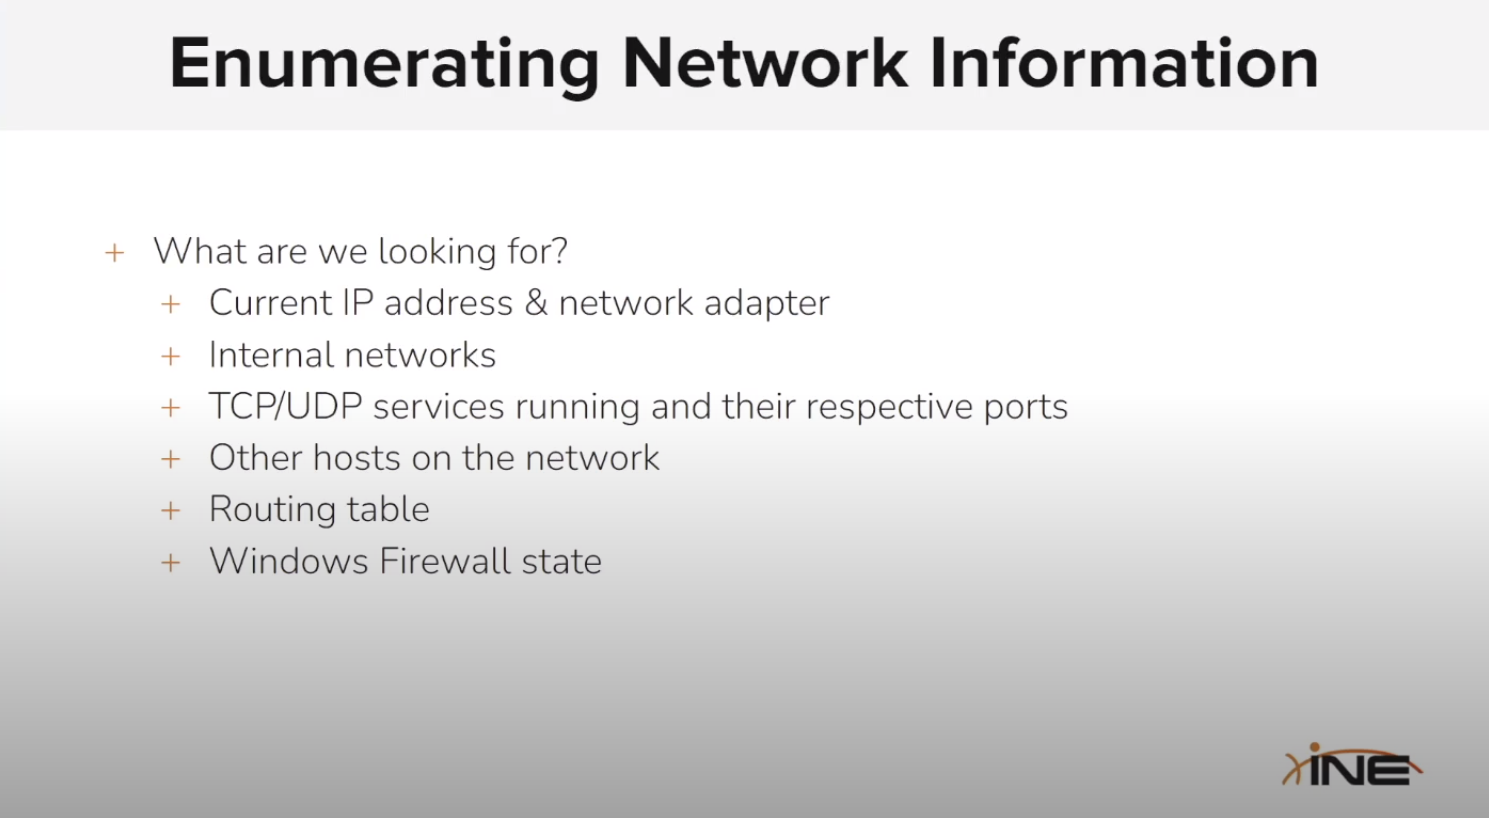 Enumerating Network Information
+ What are we looking for?
+ Current IP address & network adapter
+ Internal networks
+ TCP/UDP services running and their respective ports
+ Other hosts on the network
+ Routing table
+ Windows Firewall state
INE